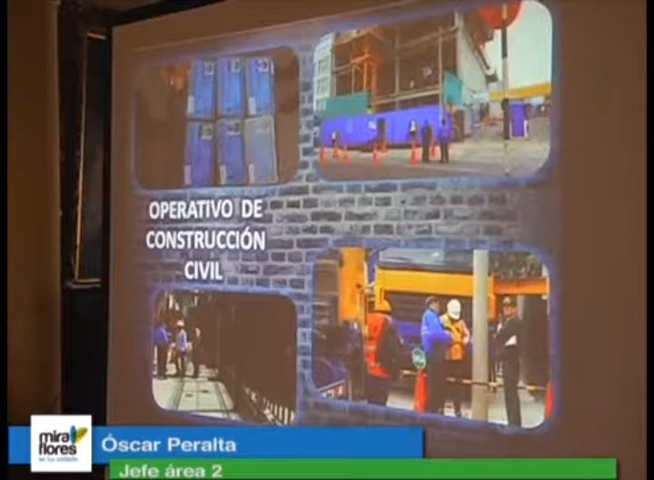 OPERATIVO DE
CONSTRUCCIÓN
CIVIL
mira
flores
Óscar Peralta
Jefe área 2